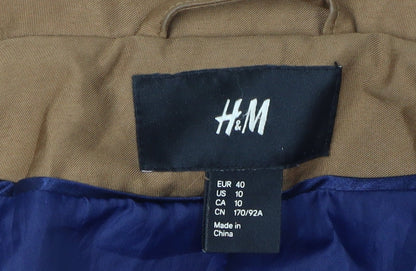 H&M
EUR 40
US 10
CA 10
CN 170/92A
Made in
China